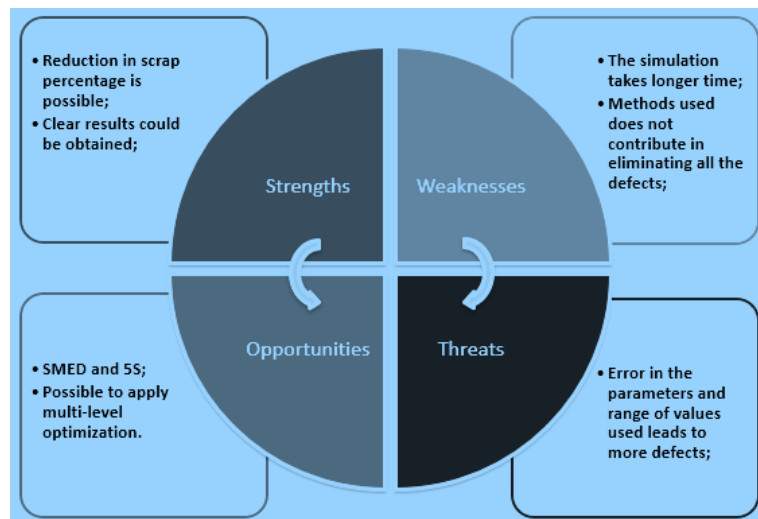 • Reduction in scrap
percentage is
possible;
• Clear results could
be obtained;
Strengths
Weaknesses
• The simulation
takes longer time;
• Methods used
does not
contribute in
eliminating all the
defects;
• SMED and 5S;
• Possible to apply
multi-level
optimization.
Opportunities
Threats
• Error in the
parameters and
range of values
used leads to
more defects;